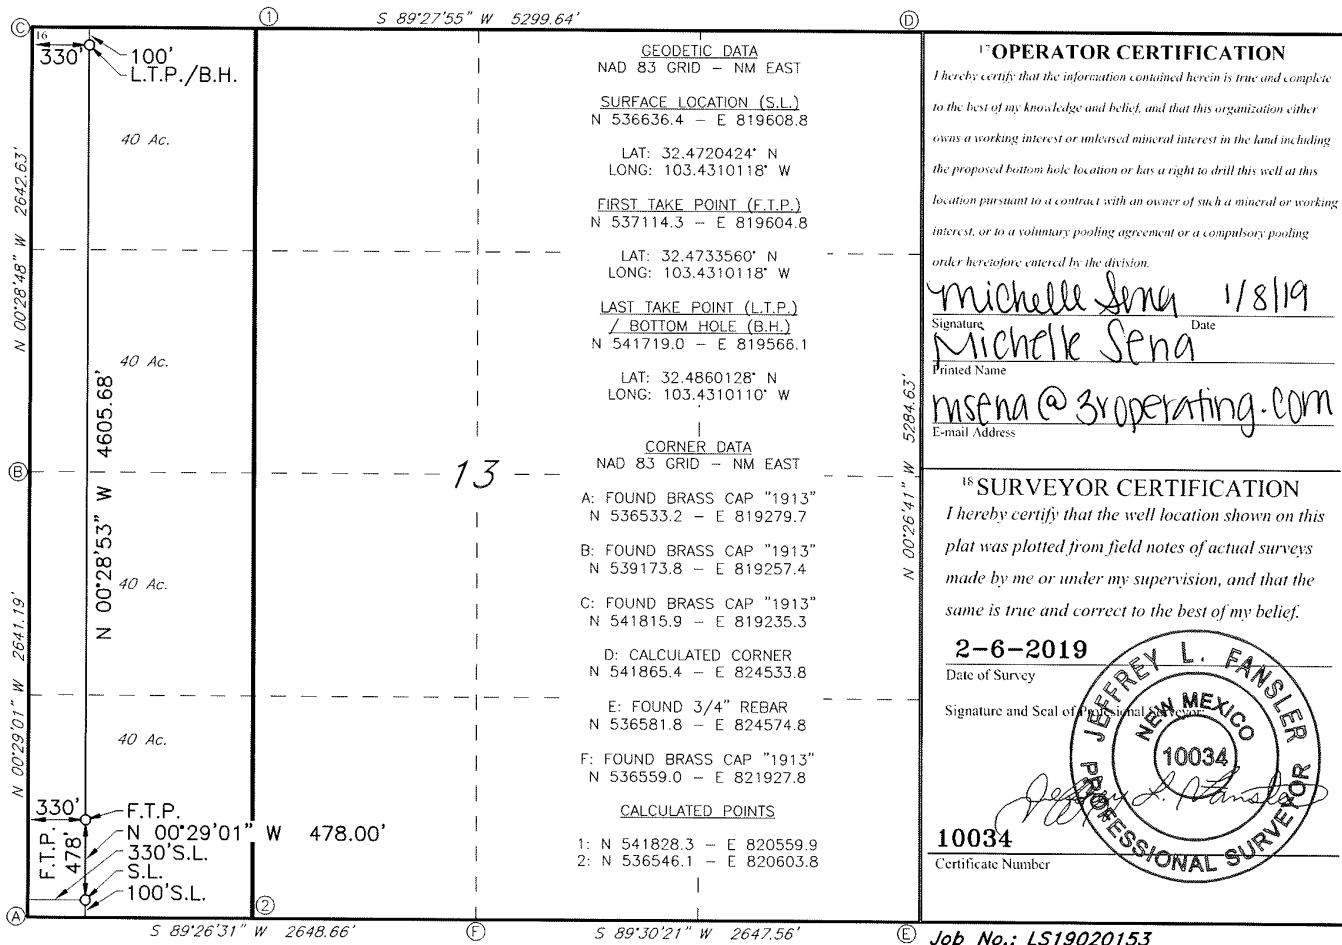 C
1
S 89°27'55" W 5299.64'
D
16
330'
100'
L.T.P./B.H.
40 Ac.
N 00°28'48" W 2642.63'
40 Ac.
N 00°28'53" W 4605.68'
B
13
40 Ac.
N 00°29'01" W 2641.19'
40 Ac.
330'
F.T.P.
N 00°29'01" W 478.00'
F.T.P.
478'
330'S.L.
S.L.
100'S.L.
A
2
S 89°26'31" W 2648.66'
F
S 89°30'21" W 2647.56'
E
N 00°26'41" W 5284.63'
GEODETIC DATA
NAD 83 GRID - NM EAST
SURFACE LOCATION (S.L.)
N 536636.4 - E 819608.8
LAT: 32.4720424° N
LONG: 103.4310118° W
FIRST TAKE POINT (F.T.P.)
N 537114.3 - E 819604.8
LAT: 32.4733560° N
LONG: 103.4310118° W
LAST TAKE POINT (L.T.P.)
/ BOTTOM HOLE (B.H.)
N 541719.0 - E 819566.1
LAT: 32.4860128° N
LONG: 103.4310110° W
CORNER DATA
NAD 83 GRID - NM EAST
A: FOUND BRASS CAP "1913"
N 536533.2 - E 819279.7
B: FOUND BRASS CAP "1913"
N 539173.8 - E 819257.4
C: FOUND BRASS CAP "1913"
N 541815.9 - E 819235.3
D: CALCULATED CORNER
N 541865.4 - E 824533.8
E: FOUND 3/4" REBAR
N 536581.8 - E 824574.8
F: FOUND BRASS CAP "1913"
N 536559.0 - E 821927.8
CALCULATED POINTS
1: N 541828.3 - E 820559.9
2: N 536546.1 - E 820603.8
17 OPERATOR CERTIFICATION
I hereby certify that the information contained herein is true and complete
to the best of my knowledge and belief, and that this organization either
owns a working interest or unleased mineral interest in the land including
the proposed bottom hole location or has a right to drill this well at this
location pursuant to a contract with an owner of such a mineral or working
interest, or to a voluntary pooling agreement or a compulsory pooling
order heretofore entered by the division.
Michelle Sena 1/8/19
Signature Date
Michelle Sena
Printed Name
msena@3roperating.com
E-mail Address
18 SURVEYOR CERTIFICATION
I hereby certify that the well location shown on this
plat was plotted from field notes of actual surveys
made by me or under my supervision, and that the
same is true and correct to the best of my belief.
2-6-2019
Date of Survey
Signature and Seal of Professional Surveyor:
JEFFREY L. FANSLER
NEW MEXICO
10034
PROFESSIONAL SURVEYOR
Jeffrey L. Fansler
10034
Certificate Number
Job No.: LS19020153